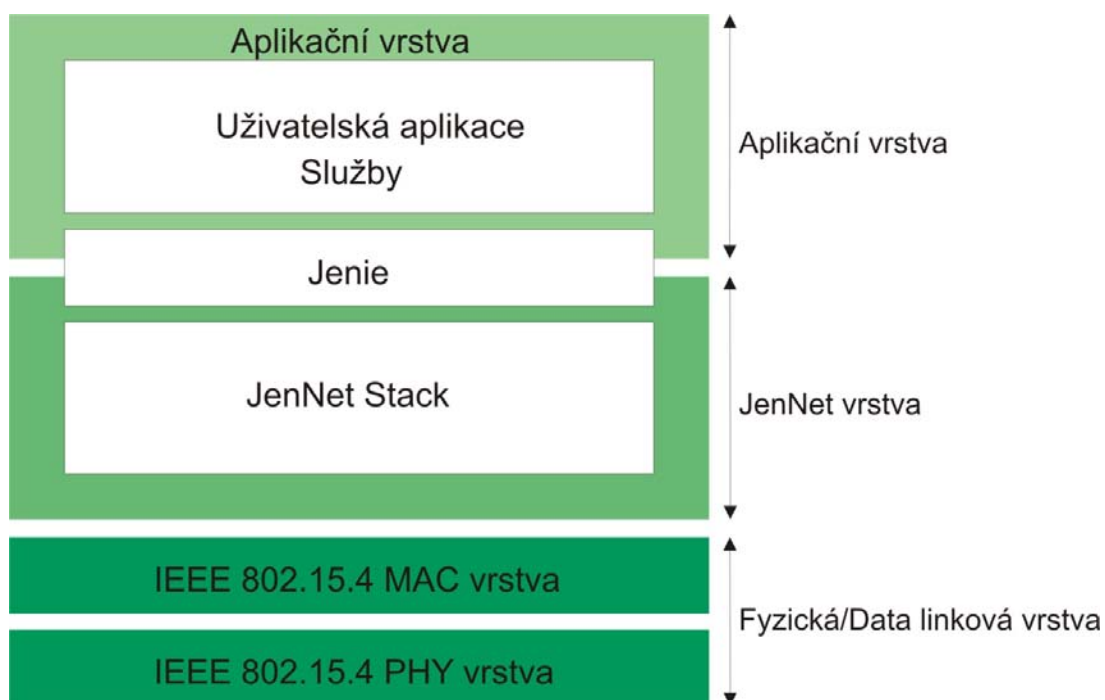 Aplikační vrstva
Uživatelská aplikace
Služby
Aplikační vrstva
Jenie
JenNet Stack
JenNet vrstva
IEEE 802.15.4 MAC vrstva
Fyzická/Data linková vrstva
IEEE 802.15.4 PHY vrstva